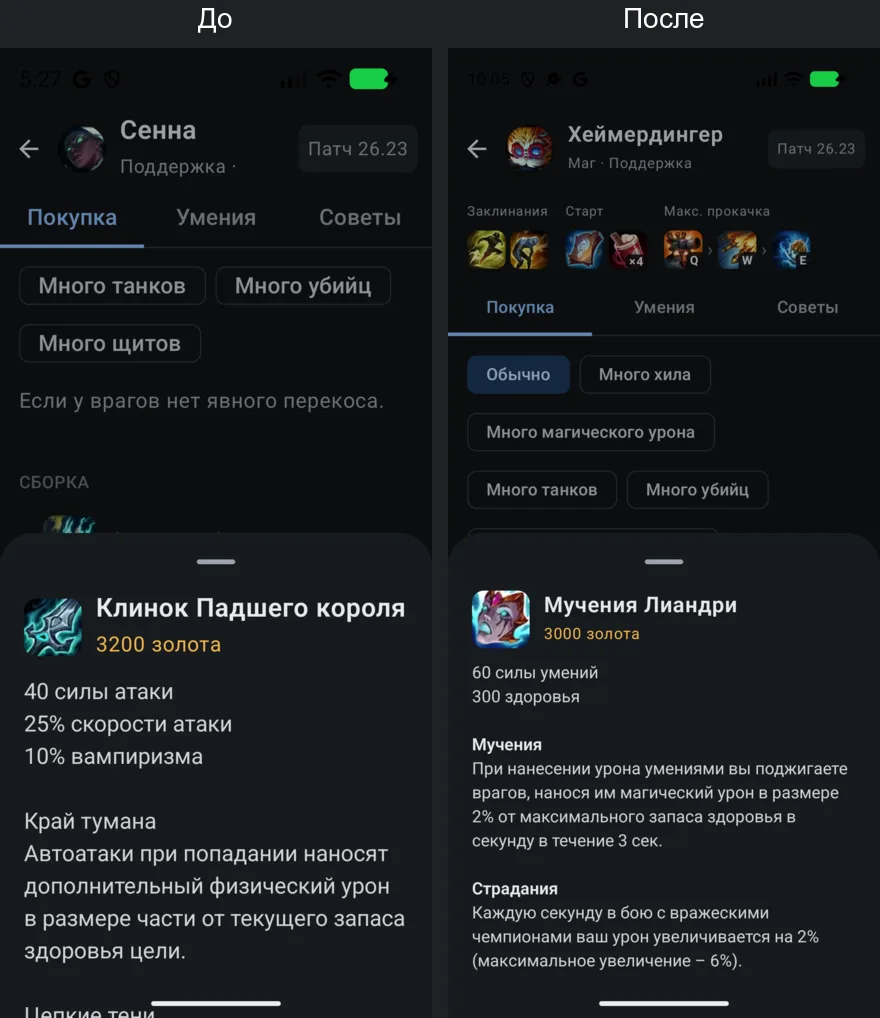 До
После
5:27
Сенна
Поддержка ·
Патч 26.23
Покупка
Умения
Советы
Много танков
Много убийц
Много щитов
Если у врагов нет явного перекоса.
СБОРКА
Клинок Падшего короля
3200 золота
40 силы атаки
25% скорости атаки
10% вампиризма
Край тумана
Автоатаки при попадании наносят
дополнительный физический урон
в размере части от текущего запаса
здоровья цели.
Цепкие тени
10:05
Хеймердингер
Маг · Поддержка
Патч 26.23
Заклинания
Старт
Макс. прокачка
×4
Q
W
E
Покупка
Умения
Советы
Обычно
Много хила
Много магического урона
Много танков
Много убийц
Мучения Лиандри
3000 золота
60 силы умений
300 здоровья
Мучения
При нанесении урона умениями вы поджигаете
врагов, нанося им магический урон в размере
2% от максимального запаса здоровья в
секунду в течение 3 сек.
Страдания
Каждую секунду в бою с вражескими
чемпионами ваш урон увеличивается на 2%
(максимальное увеличение – 6%).